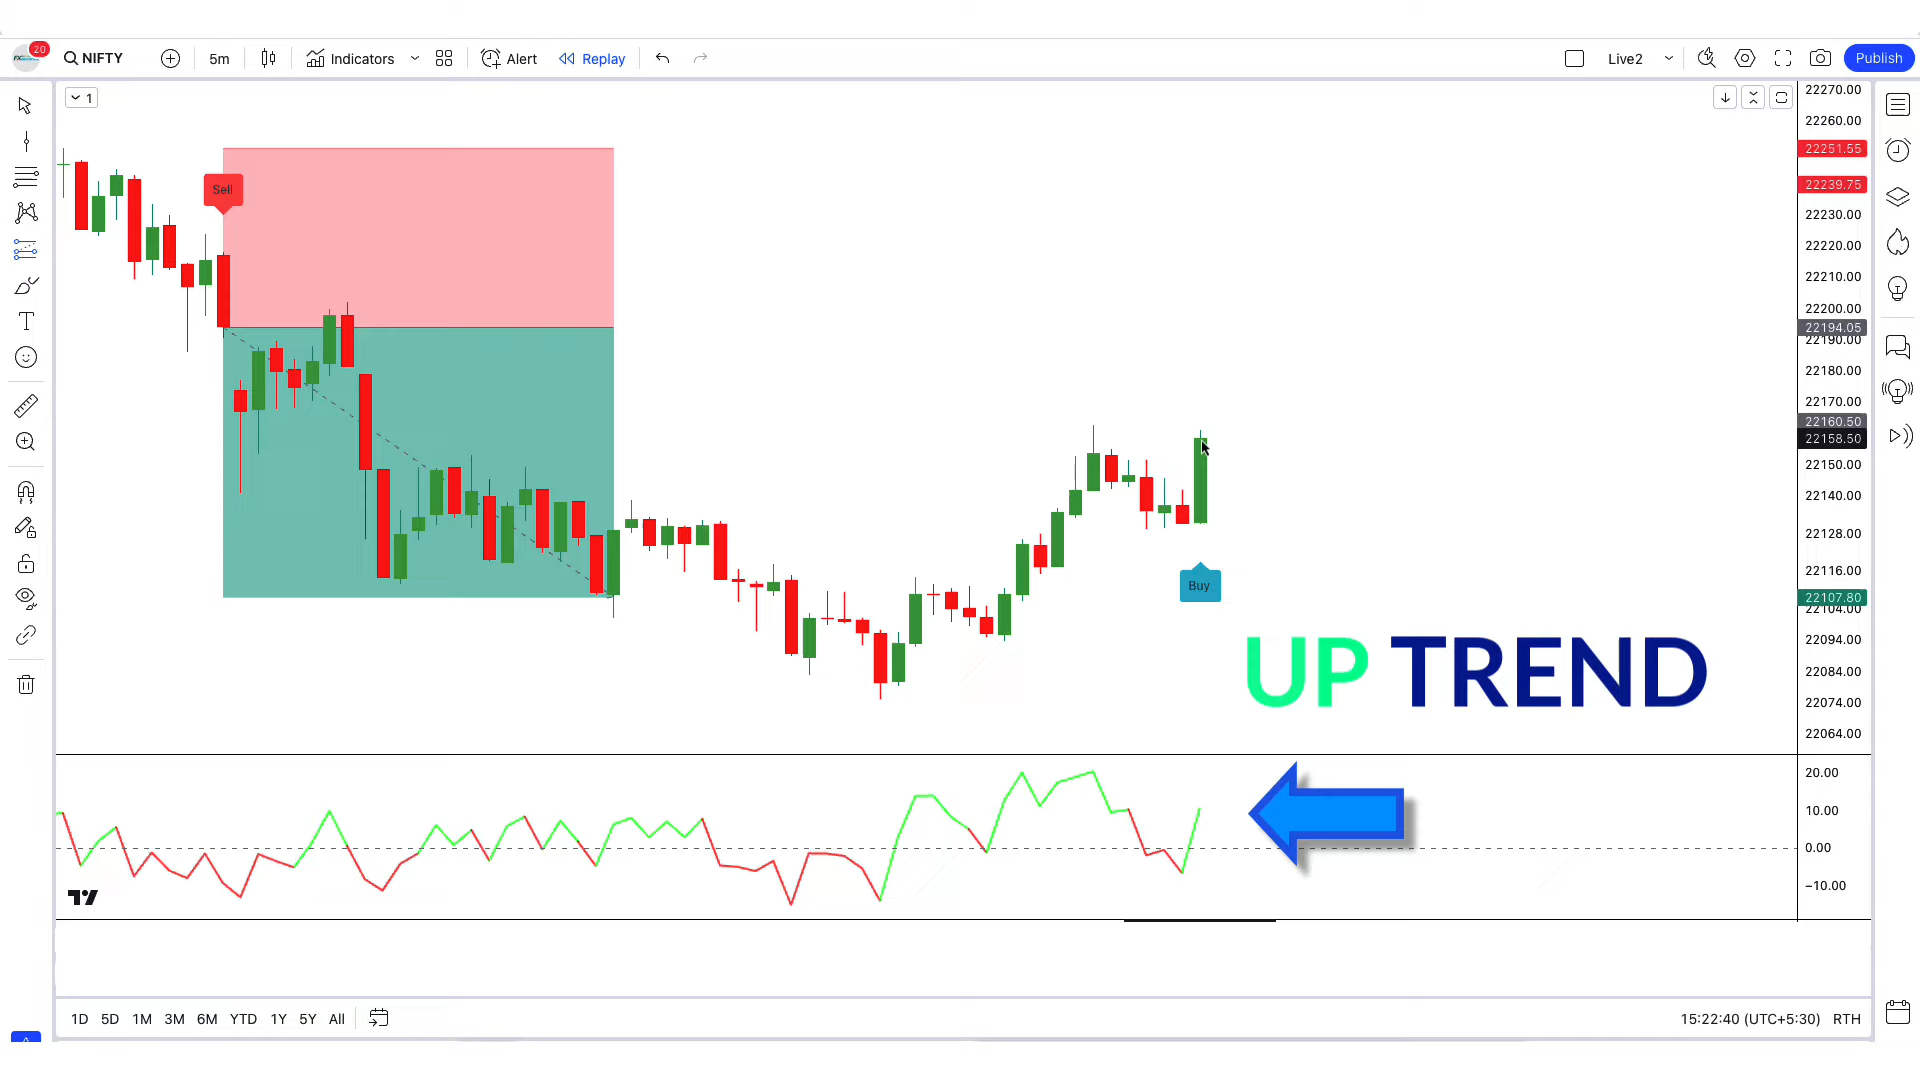 20
NIFTY
5m
Indicators
Alert
Replay
Live2
Publish
1
22270.00
22260.00
22251.55
22239.75
22230.00
22220.00
22210.00
22200.00
22194.05
22190.00
22180.00
22170.00
22160.50
22158.50
22150.00
22140.00
22128.00
22116.00
22107.80
22104.00
22094.00
22084.00
22074.00
22064.00
Sell
Buy
UP TREND
20.00
10.00
0.00
−10.00
1D 5D 1M 3M 6M YTD 1Y 5Y All
15:22:40 (UTC+5:30) RTH